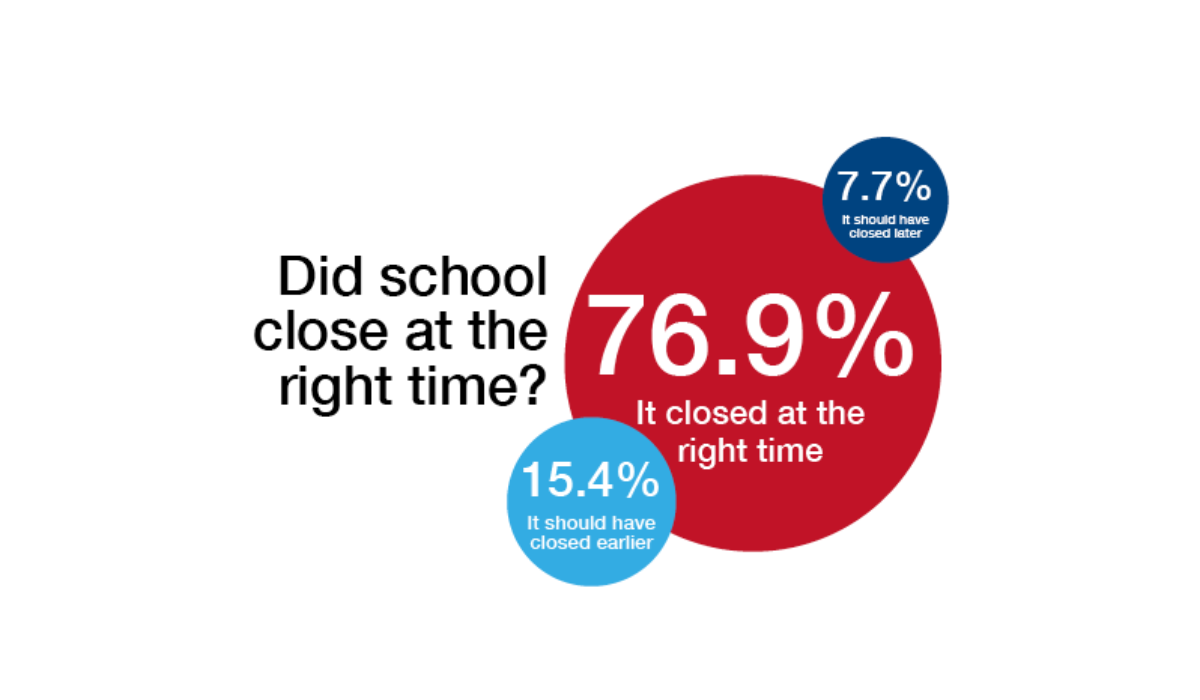 Did school
close at the
right time?
7.7%
It should have
closed later
76.9%
It closed at the
right time
15.4%
It should have
closed earlier